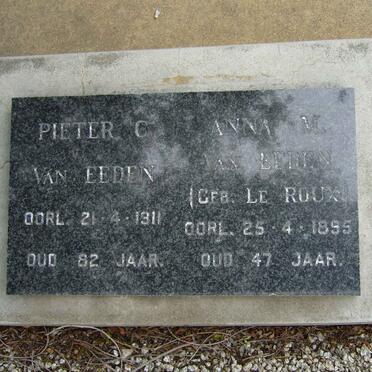 PIETER C.
VAN EEDEN
OORL. 21-4-1911
OUD 82 JAAR.
ANNA M.
VAN EEDEN
(GEB. LE ROUX)
OORL. 25-4-1895
OUD 47 JAAR.